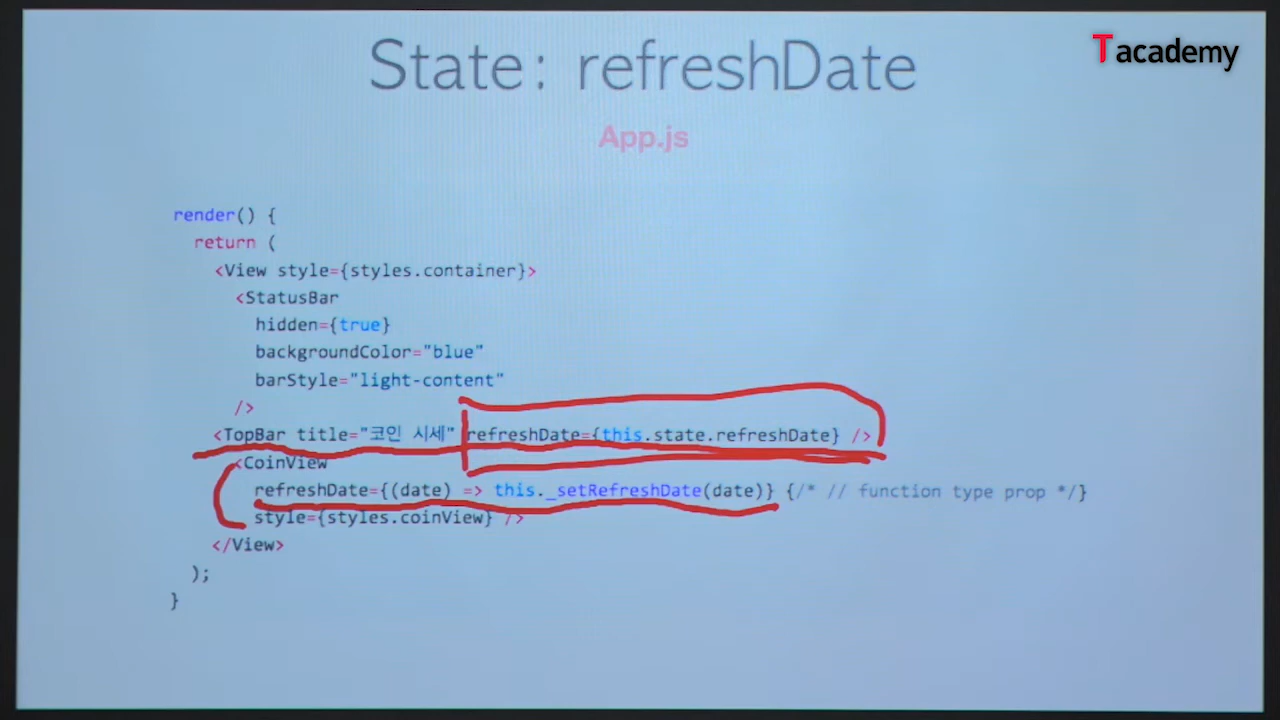 State: refreshDate
Tacademy
App.js
render() {
return (
<View style={styles.container}>
<StatusBar
hidden={true}
backgroundColor="blue"
barStyle="light-content"
/>
<TopBar title="코인 시세" refreshDate={this.state.refreshDate} />
<CoinView
refreshDate={(date) => this._setRefreshDate(date)} {/* // function type prop */}
style={styles.coinView} />
</View>
);
}